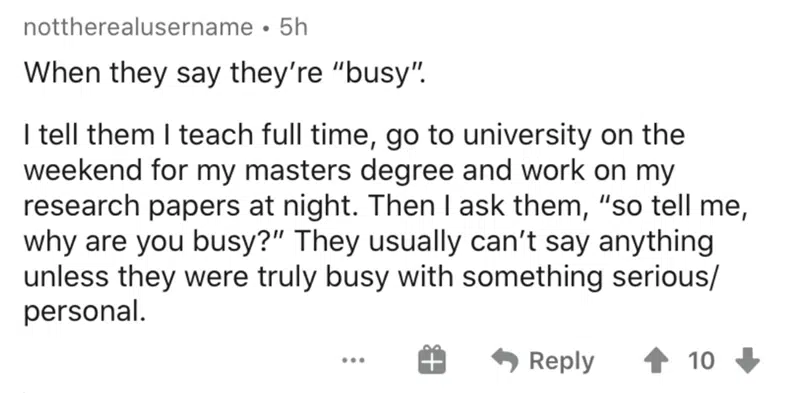 nottherealusername • 5h
When they say they’re “busy”.
I tell them I teach full time, go to university on the
weekend for my masters degree and work on my
research papers at night. Then I ask them, “so tell me,
why are you busy?” They usually can’t say anything
unless they were truly busy with something serious/
personal.
... Reply 10